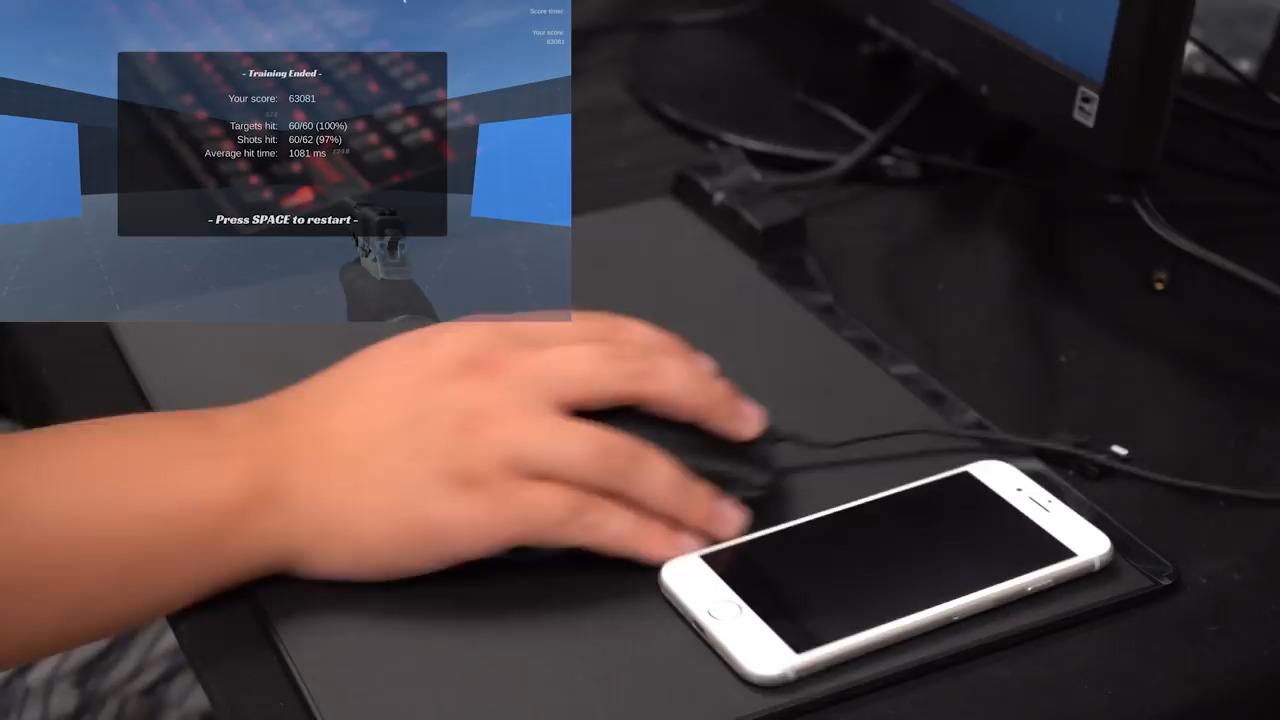 Score timer:
Your score:
63081
- Training Ended -
Your score: 63081
Targets hit: 60/60 (100%)
Shots hit: 60/62 (97%)
Average hit time: 1081 ms
- Press SPACE to restart -